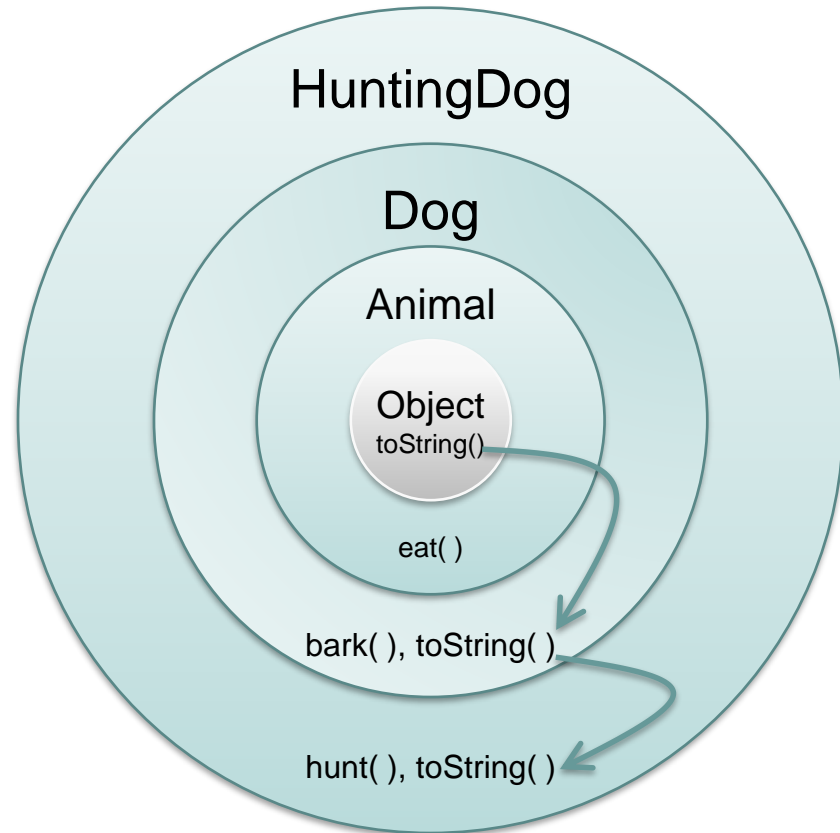 HuntingDog
Dog
Animal
Object
toString()
eat( )
bark( ), toString( )
hunt( ), toString( )